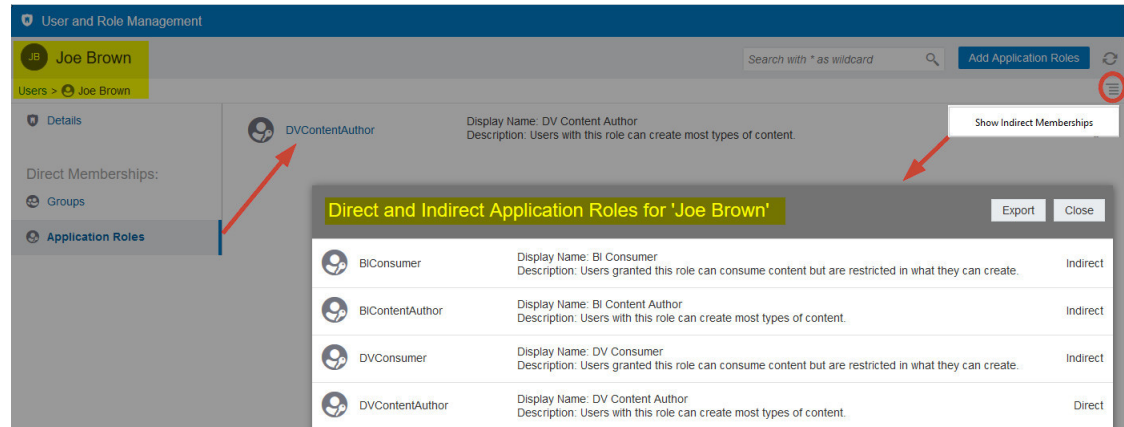 User and Role Management
JB Joe Brown
Search with * as wildcard
Add Application Roles
Users > Joe Brown
Details
DVContentAuthor
Display Name: DV Content Author
Description: Users with this role can create most types of content.
Show Indirect Memberships
Direct Memberships:
Groups
Application Roles
Direct and Indirect Application Roles for 'Joe Brown'
Export
Close
BIConsumer
Display Name: BI Consumer
Description: Users granted this role can consume content but are restricted in what they can create.
Indirect
BIContentAuthor
Display Name: BI Content Author
Description: Users with this role can create most types of content.
Indirect
DVConsumer
Display Name: DV Consumer
Description: Users granted this role can consume content but are restricted in what they can create.
Indirect
DVContentAuthor
Display Name: DV Content Author
Description: Users with this role can create most types of content.
Direct